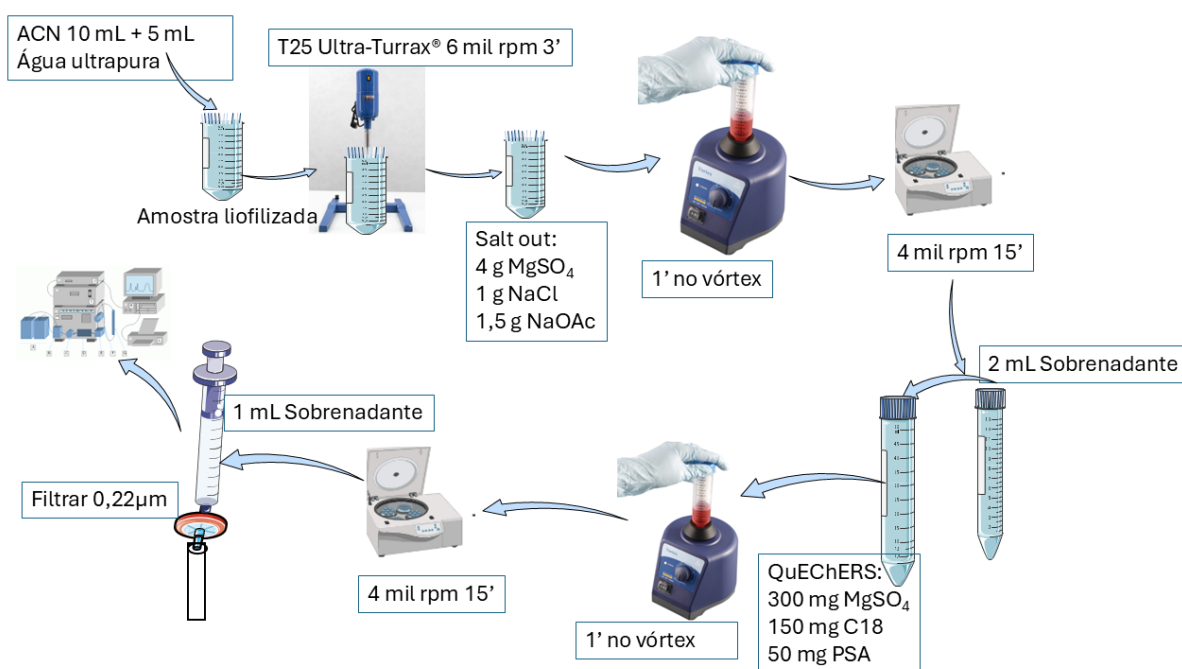 ACN 10 mL + 5 mL
Água ultrapura
T25 Ultra-Turrax® 6 mil rpm 3’
Amostra liofilizada
Salt out:
4 g MgSO₄
1 g NaCl
1,5 g NaOAc
1’ no vórtex
4 mil rpm 15’
2 mL Sobrenadante
QuEChERS:
300 mg MgSO₄
150 mg C18
50 mg PSA
1’ no vórtex
4 mil rpm 15’
1 mL Sobrenadante
Filtrar 0,22µm